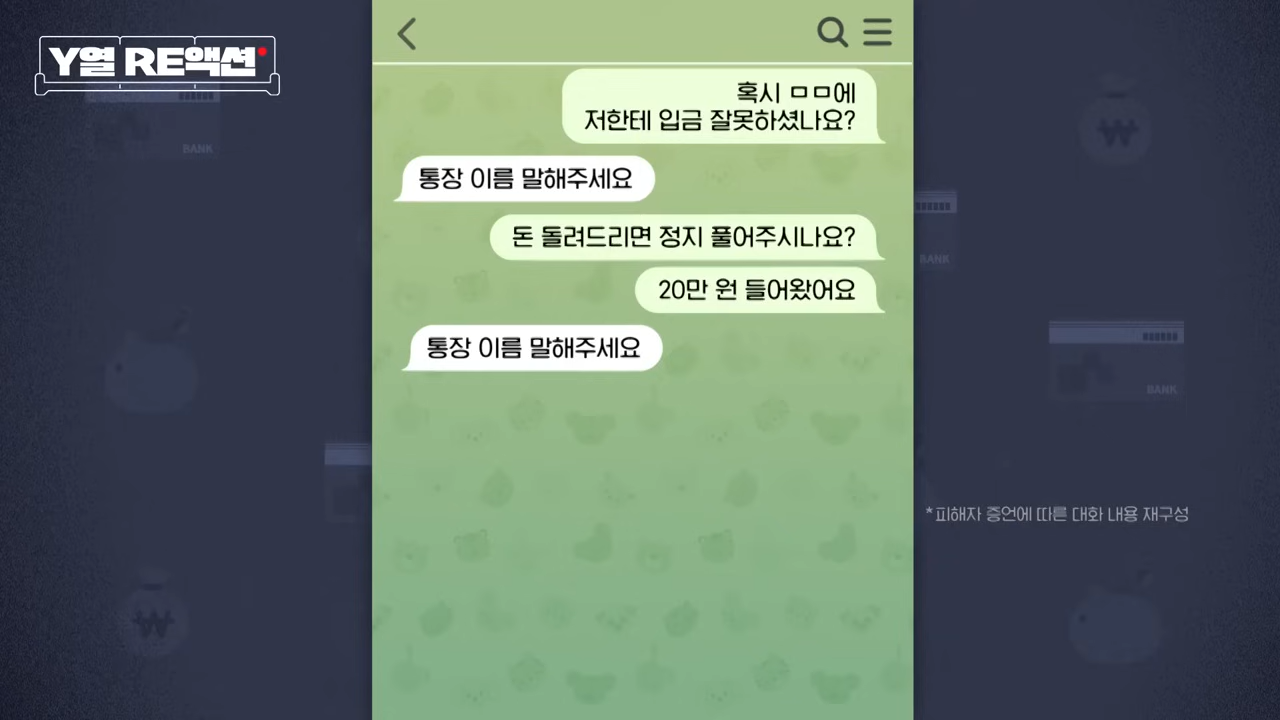 Y열 RE액션
혹시 ㅁㅁ에
저한테 입금 잘못하셨나요?
통장 이름 말해주세요
돈 돌려드리면 정지 풀어주시나요?
20만 원 들어왔어요
통장 이름 말해주세요
*피해자 증언에 따른 대화 내용 재구성
BANK
BANK
BANK
₩
₩